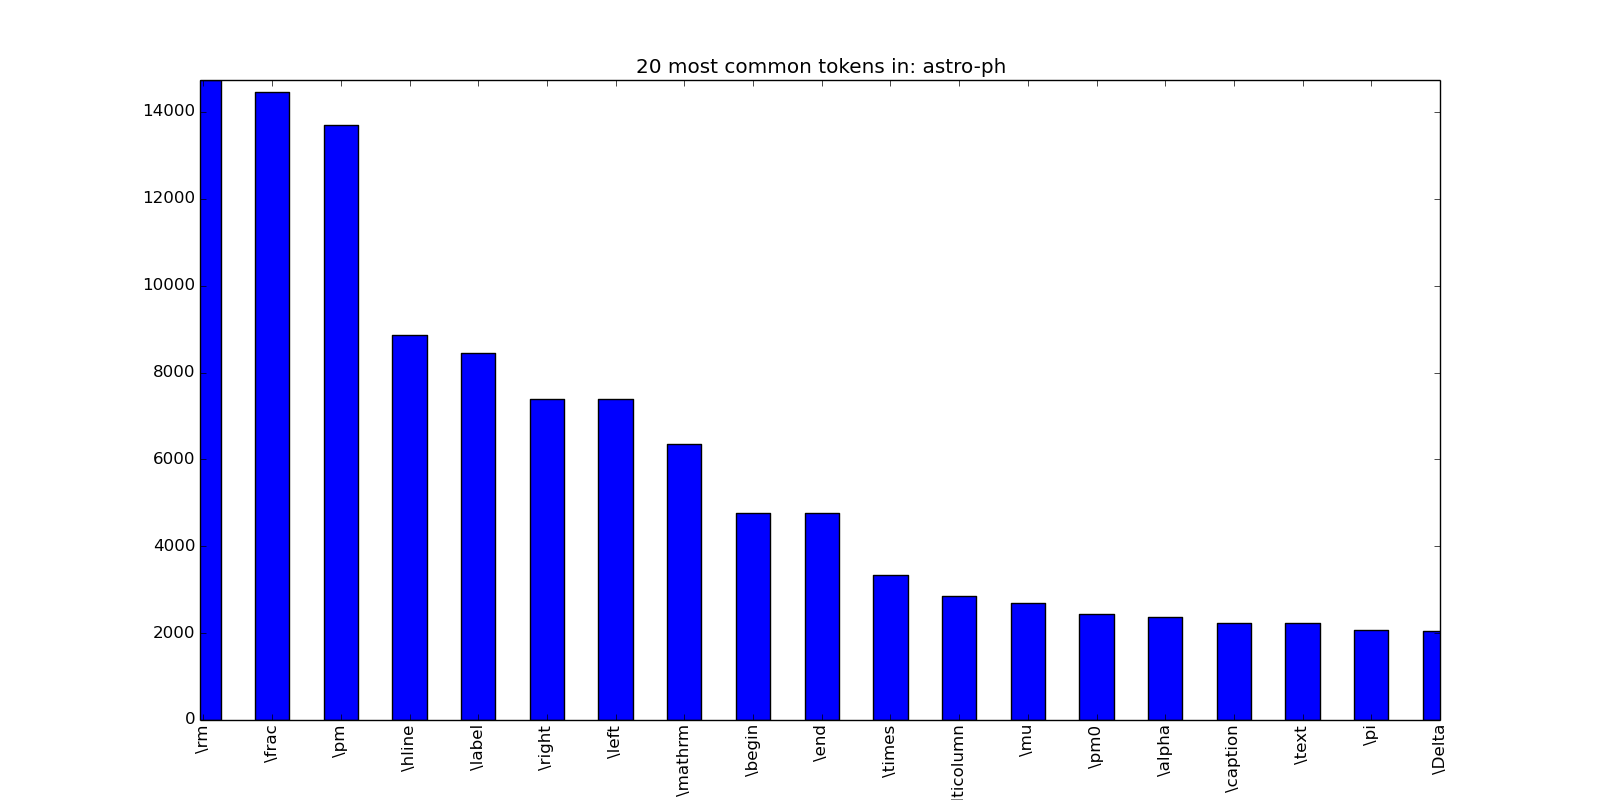 20 most common tokens in: astro-ph
14000
12000
10000
8000
6000
4000
2000
0
\rm
\frac
\pm
\hline
\label
\right
\left
\mathrm
\begin
\end
\times
lticolumn
\mu
\pm0
\alpha
\caption
\text
\pi
\Delta